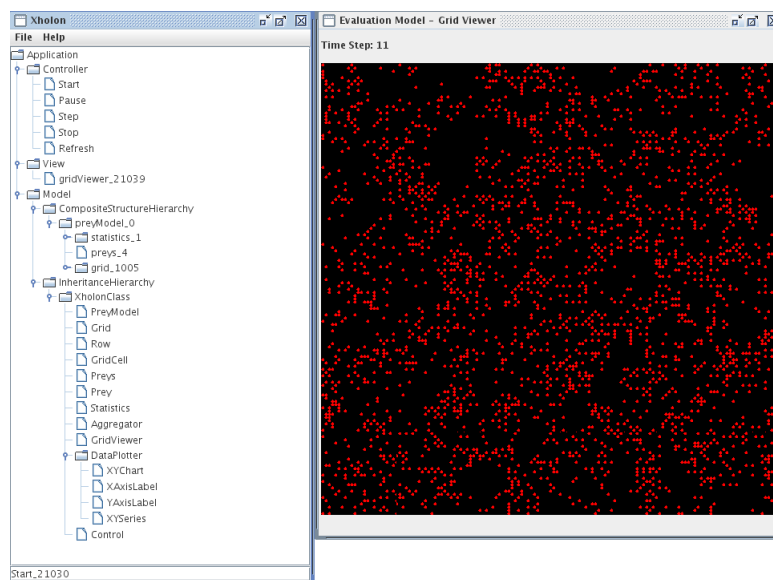 Xholon
File Help
Application
Controller
Start
Pause
Step
Stop
Refresh
View
gridViewer_21039
Model
CompositeStructureHierarchy
preyModel_0
statistics_1
preys_4
grid_1005
InheritanceHierarchy
XholonClass
PreyModel
Grid
Row
GridCell
Preys
Prey
Statistics
Aggregator
GridViewer
DataPlotter
XYChart
XAxisLabel
YAxisLabel
XYSeries
Control
Start_21030
Evaluation Model - Grid Viewer
Time Step: 11